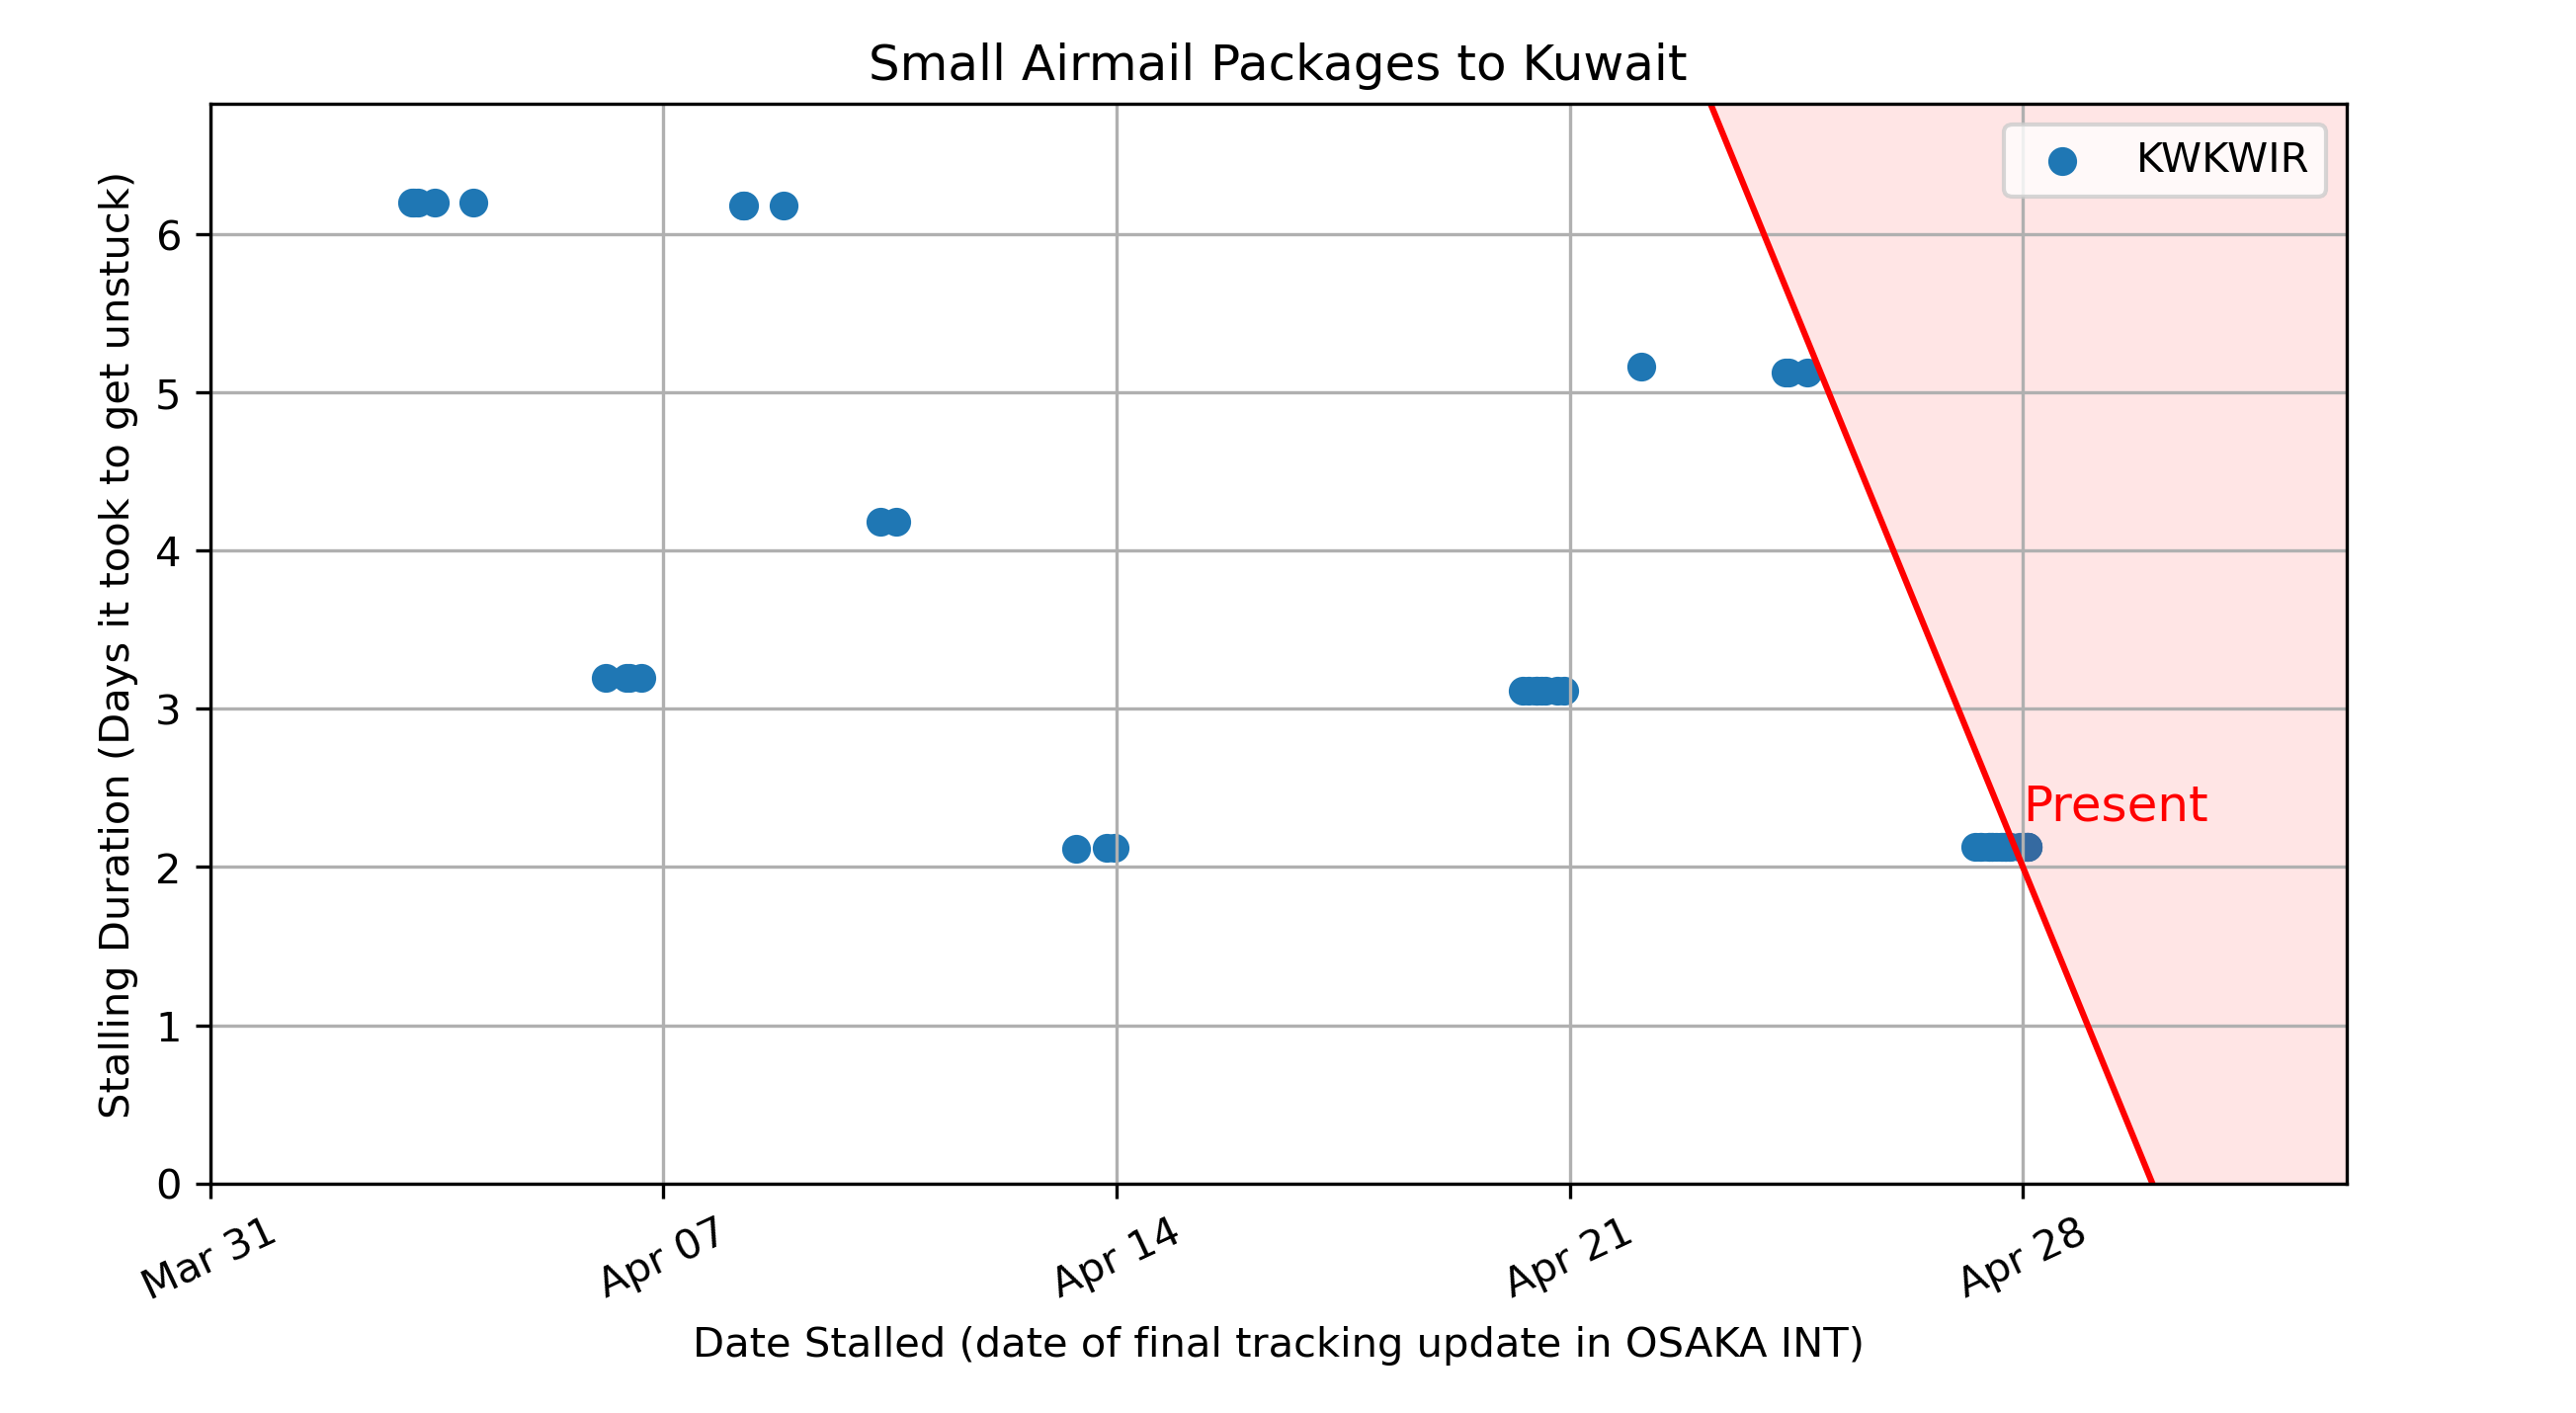 Small Airmail Packages to Kuwait
KWKWIR
Stalling Duration (Days it took to get unstuck)
6
5
4
3
2
1
0
Present
Mar 31
Apr 07
Apr 14
Apr 21
Apr 28
Date Stalled (date of final tracking update in OSAKA INT)